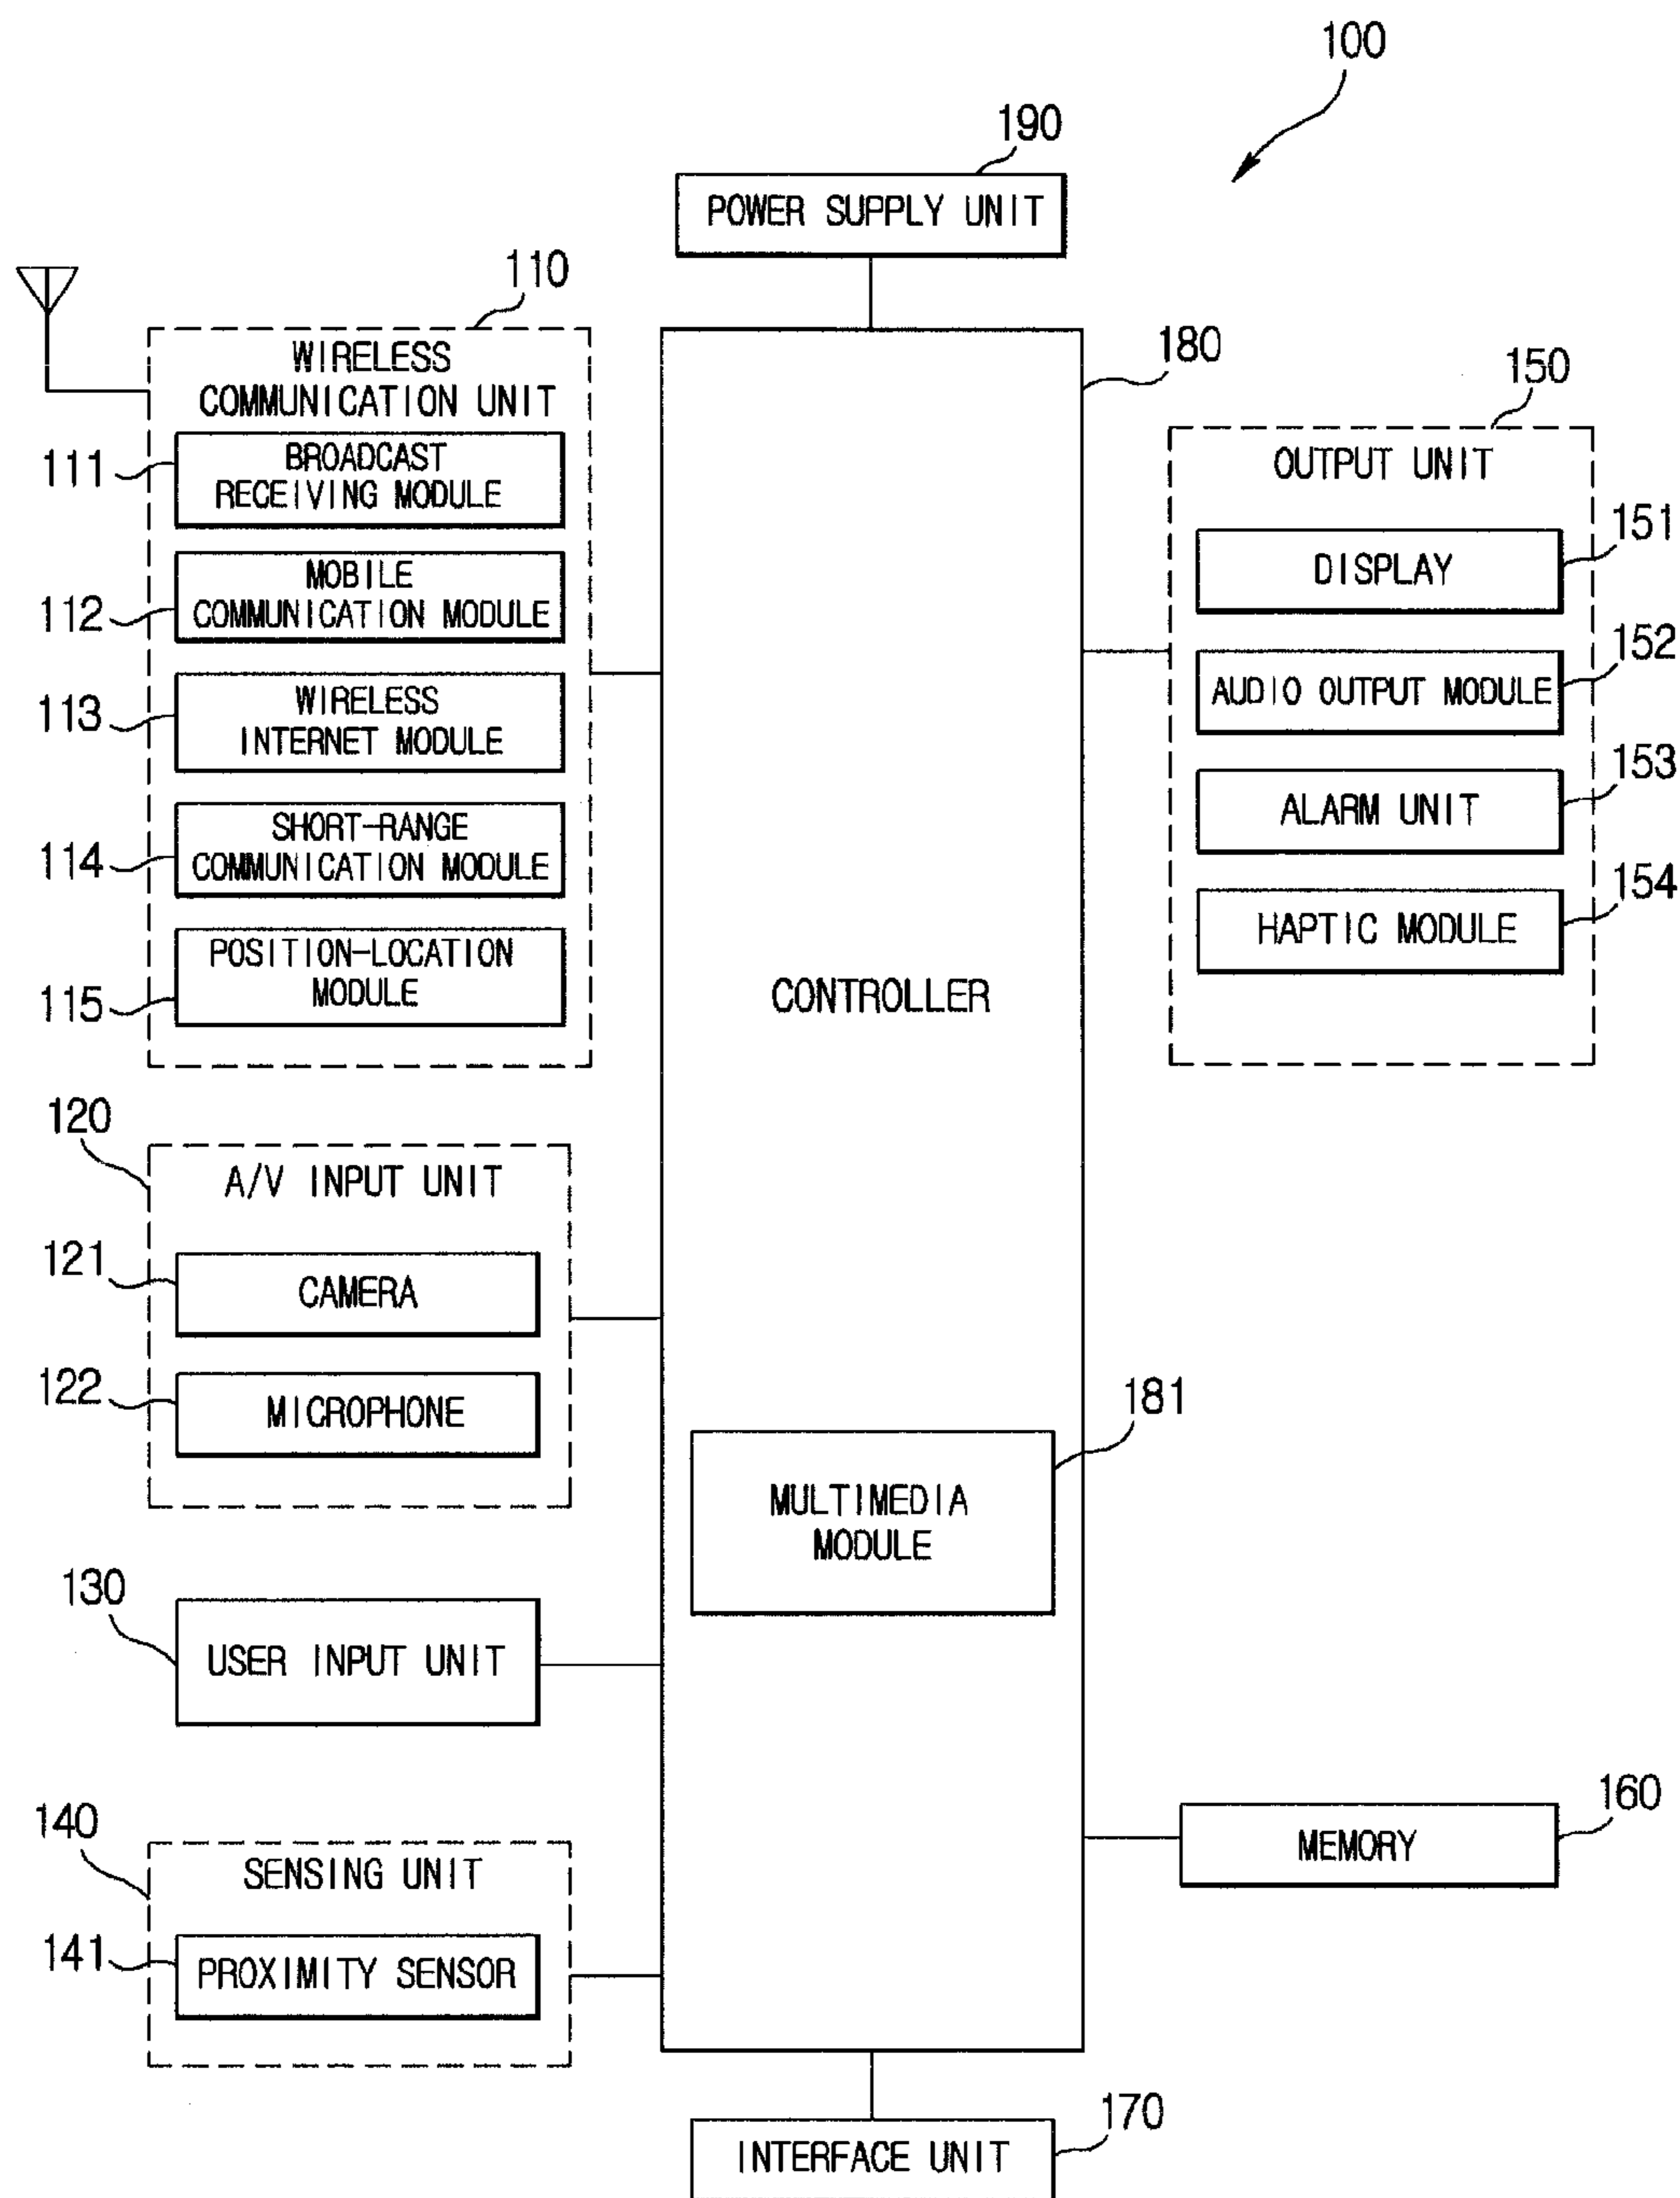 100
190
POWER SUPPLY UNIT
110
WIRELESS
COMMUNICATION UNIT
111
BROADCAST
RECEIVING MODULE
112
MOBILE
COMMUNICATION MODULE
113
WIRELESS
INTERNET MODULE
114
SHORT-RANGE
COMMUNICATION MODULE
115
POSITION-LOCATION
MODULE
120
A/V INPUT UNIT
121
CAMERA
122
MICROPHONE
130
USER INPUT UNIT
140
SENSING UNIT
141
PROXIMITY SENSOR
180
CONTROLLER
181
MULTIMEDIA
MODULE
150
OUTPUT UNIT
151
DISPLAY
152
AUDIO OUTPUT MODULE
153
ALARM UNIT
154
HAPTIC MODULE
160
MEMORY
170
INTERFACE UNIT